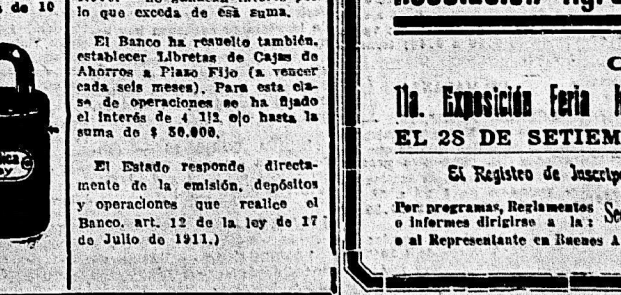 s de 10
lo que exceda de esa suma.
El Banco ha resuelto también,
establecer Libretas de Cajas de
Ahorros a Plazo Fijo (a vencer
cada seis meses). Para esta cla-
se de operaciones se ha fijado
el interés de 4 1|2 o|o hasta la
suma de $ 50.000.
El Estado responde directa-
mente de la emisión, depósitos
y operaciones que realice el
Banco. art. 12 de la ley de 17
de Julio de 1911.)
11a. Exposición Feria
EL 28 DE SETIEM
El Registro de Inscrip
Por programas, Reglamentos
o informes dirigirse a la :
o al Representante en Buenos A